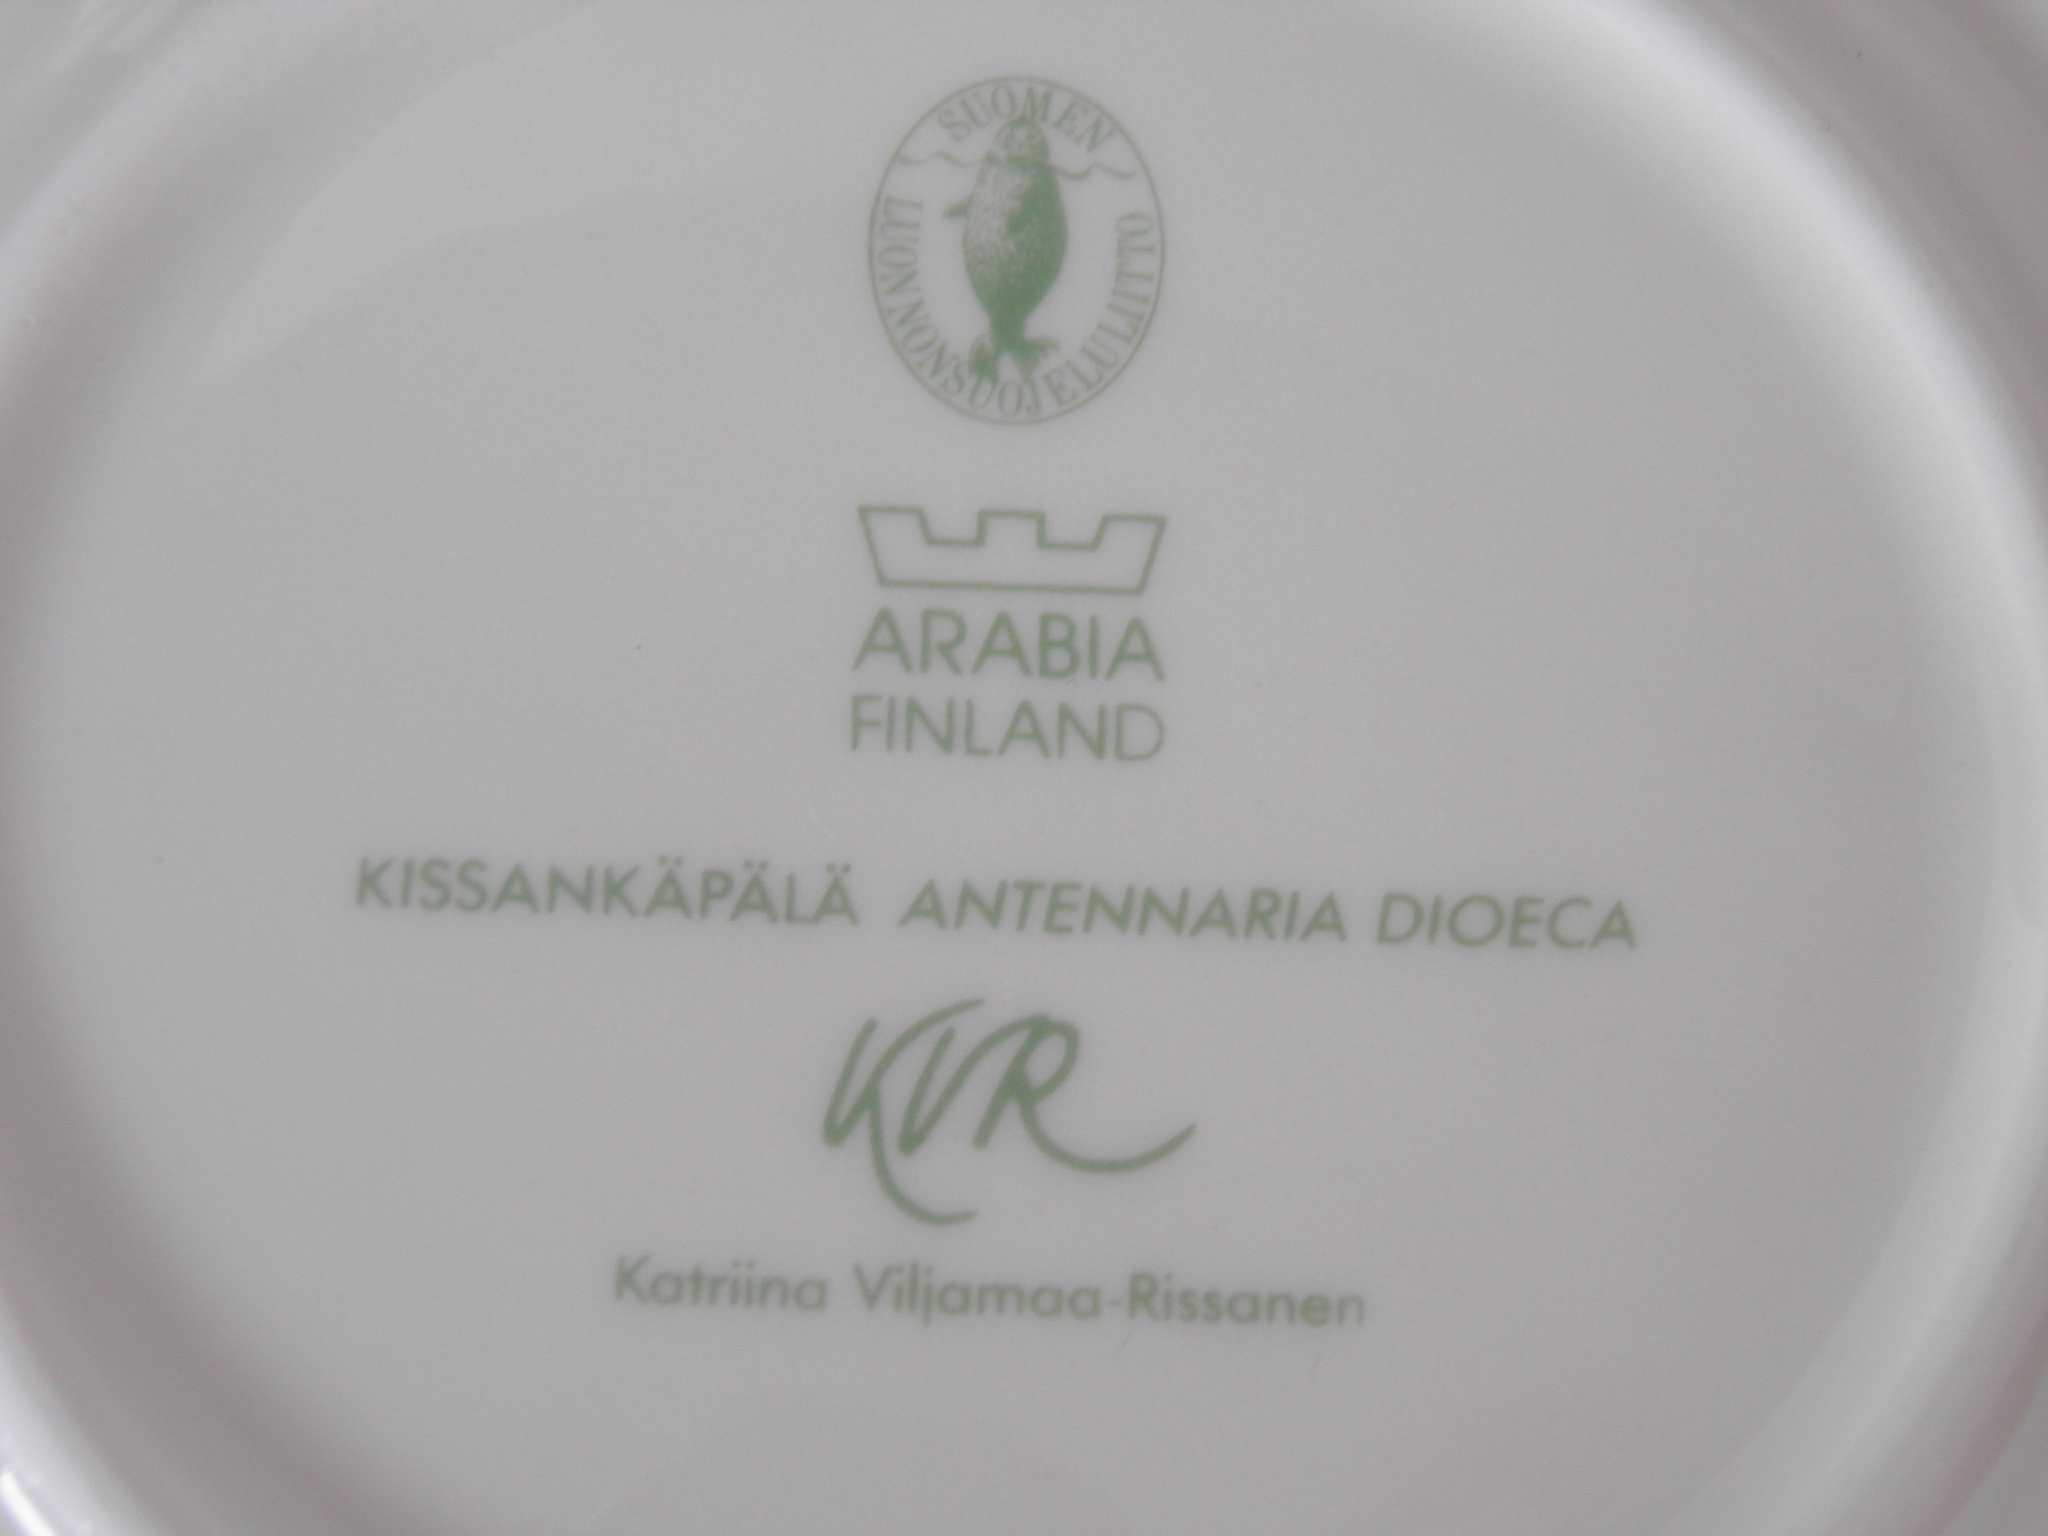 SUOMEN
LUONNONSUOJELULIITTO
ARABIA
FINLAND
KISSANKÄPÄLÄ ANTENNARIA DIOECA
KVR
Katriina Viljamaa-Rissanen